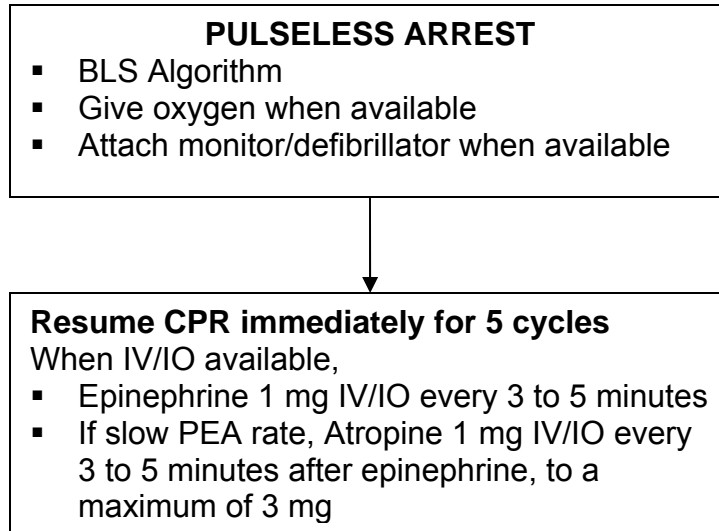 PULSELESS ARREST
▪ BLS Algorithm
▪ Give oxygen when available
▪ Attach monitor/defibrillator when available
Resume CPR immediately for 5 cycles
When IV/IO available,
▪ Epinephrine 1 mg IV/IO every 3 to 5 minutes
▪ If slow PEA rate, Atropine 1 mg IV/IO every
3 to 5 minutes after epinephrine, to a
maximum of 3 mg